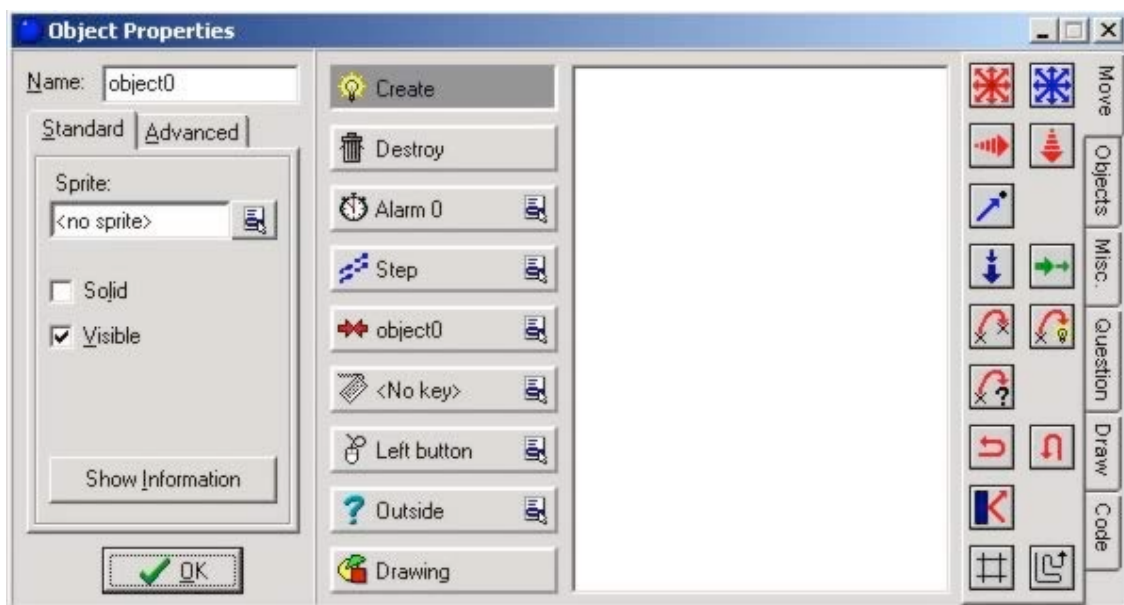 Object Properties
Name: object0
Standard Advanced
Sprite:
<no sprite>
Solid
Visible
Show Information
OK
Create
Destroy
Alarm 0
Step
object0
<No key>
Left button
Outside
Drawing
Move
Objects
Misc.
Question
Draw
Code